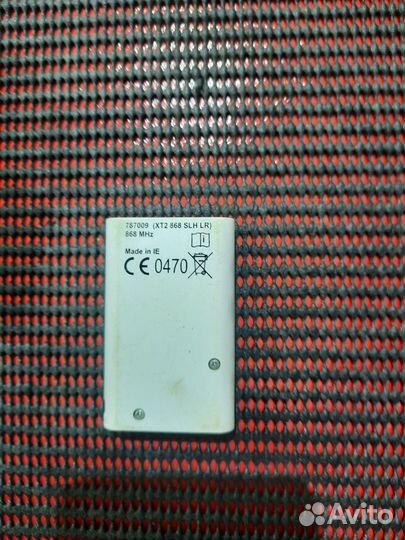 787009 (XT2 868 SLH LR)
868 MHz
Made in IE
CE 0470
Avito